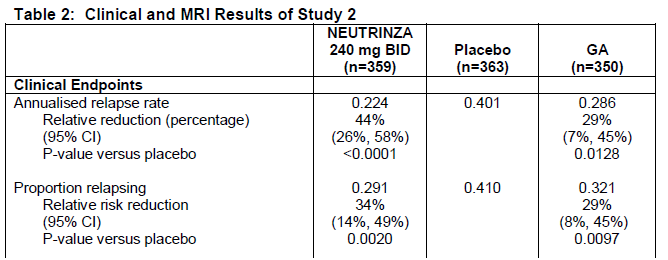 Table 2: Clinical and MRI Results of Study 2
NEUTRINZA 240 mg BID (n=359) Placebo (n=363) GA (n=350)
Clinical Endpoints
Annualised relapse rate 0.224 0.401 0.286
Relative reduction (percentage) 44% 29%
(95% CI) (26%, 58%) (7%, 45%)
P-value versus placebo <0.0001 0.0128
Proportion relapsing 0.291 0.410 0.321
Relative risk reduction 34% 29%
(95% CI) (14%, 49%) (8%, 45%)
P-value versus placebo 0.0020 0.0097